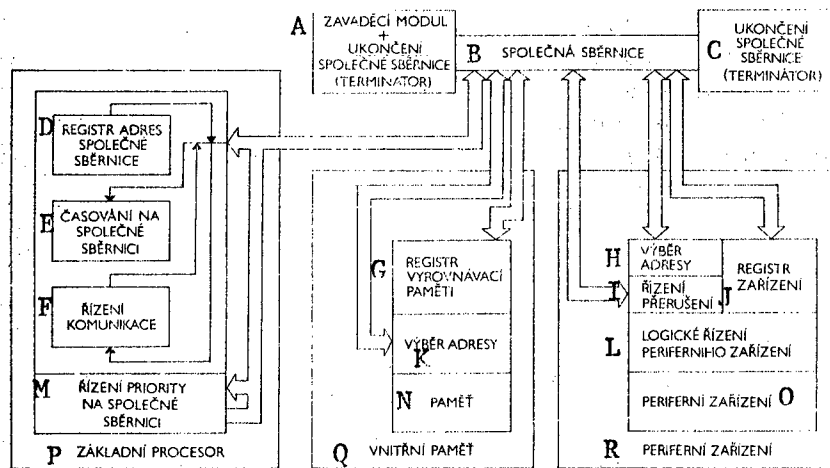 A
ZAVADĚCÍ MODUL
+
UKONČENÍ
SPOLEČNÉ SBĚRNICE
(TERMINATOR)
B SPOLEČNÁ SBĚRNICE
C
UKONČENÍ
SPOLEČNÉ
SBĚRNICE
(TERMINÁTOR)
D
REGISTR ADRES
SPOLEČNÉ
SBĚRNICE
E
ČASOVÁNÍ NA
SPOLEČNÉ
SBĚRNICI
F
ŘÍZENÍ
KOMUNIKACE
M
ŘÍZENÍ PRIORITY
NA SPOLEČNÉ
SBĚRNICI
P ZÁKLADNÍ PROCESOR
G
REGISTR
VYROVNÁVACÍ
PAMĚTI
VÝBĚR ADRESY
K
N PAMĚŤ
Q VNITŘNÍ PAMĚŤ
H
VÝBĚR
ADRESY
I
ŘÍZENÍ
PŘERUŠENÍ
J
REGISTR
ZAŘÍZENÍ
L
LOGICKÉ ŘÍZENÍ
PERIFERNIHO ZAŘÍZENÍ
PERIFERNÍ ZAŘÍZENÍ O
R PERIFERNÍ ZAŘÍZENÍ